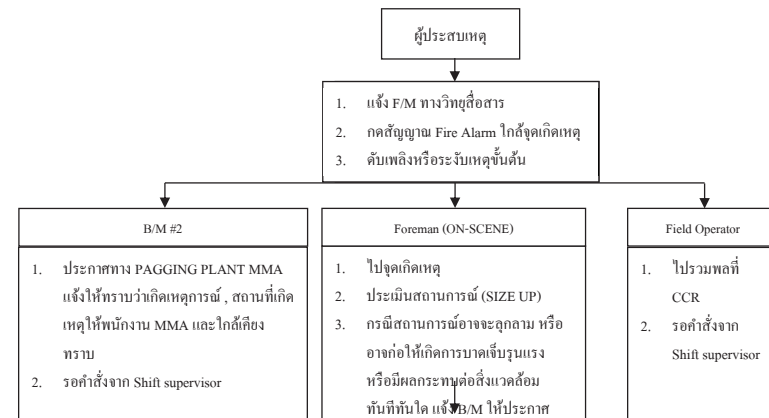 ผู้ประสบเหตุ
1. แจ้ง F/M ทางวิทยุสื่อสาร
2. กดสัญญาณ Fire Alarm ใกล้จุดเกิดเหตุ
3. ดับเพลิงหรือระงับเหตุขั้นต้น
B/M #2
1. ประกาศทาง PAGGING PLANT MMA
แจ้งให้ทราบว่าเกิดเหตุการณ์ , สถานที่เกิด
เหตุให้พนักงาน MMA และใกล้เคียง
ทราบ
2. รอคำสั่งจาก Shift supervisor
Foreman (ON-SCENE)
1. ไปจุดเกิดเหตุ
2. ประเมินสถานการณ์ (SIZE UP)
3. กรณีสถานการณ์อาจจะลุกลาม หรือ
อาจก่อให้เกิดการบาดเจ็บรุนแรง
หรือมีผลกระทบต่อสิ่งแวดล้อม
ทันทีทันใด แจ้ง B/M ให้ประกาศ
Field Operator
1. ไปรวมพลที่
CCR
2. รอคำสั่งจาก
Shift supervisor